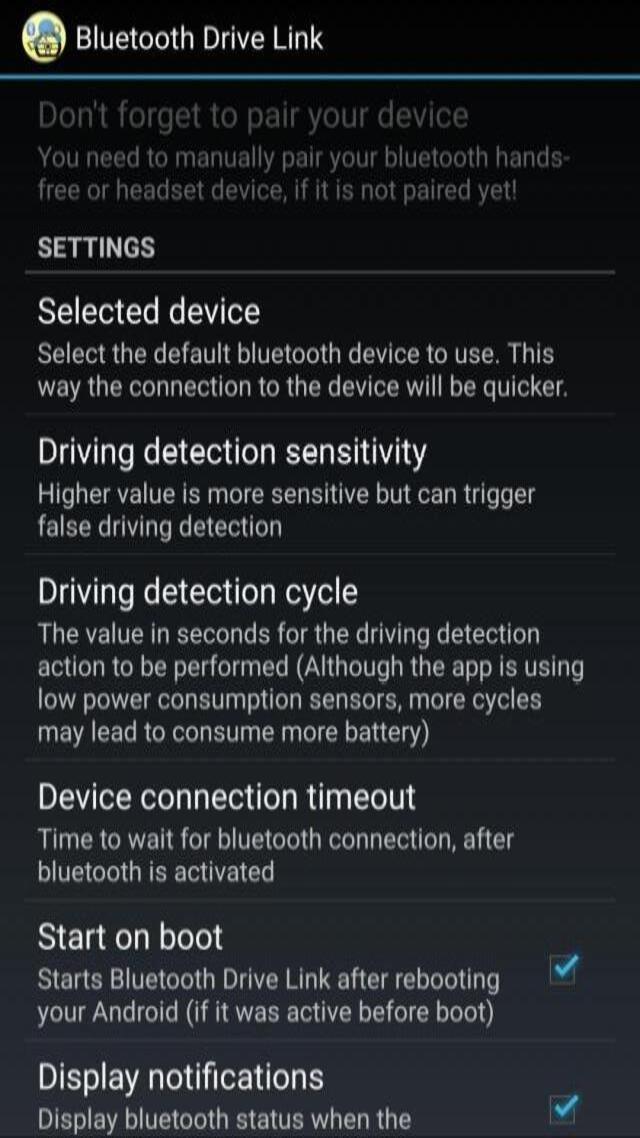 Bluetooth Drive Link
Don't forget to pair your device
You need to manually pair your bluetooth hands-
free or headset device, if it is not paired yet!
SETTINGS
Selected device
Select the default bluetooth device to use. This
way the connection to the device will be quicker.
Driving detection sensitivity
Higher value is more sensitive but can trigger
false driving detection
Driving detection cycle
The value in seconds for the driving detection
action to be performed (Although the app is using
low power consumption sensors, more cycles
may lead to consume more battery)
Device connection timeout
Time to wait for bluetooth connection, after
bluetooth is activated
Start on boot
Starts Bluetooth Drive Link after rebooting
your Android (if it was active before boot)
Display notifications
Display bluetooth status when the